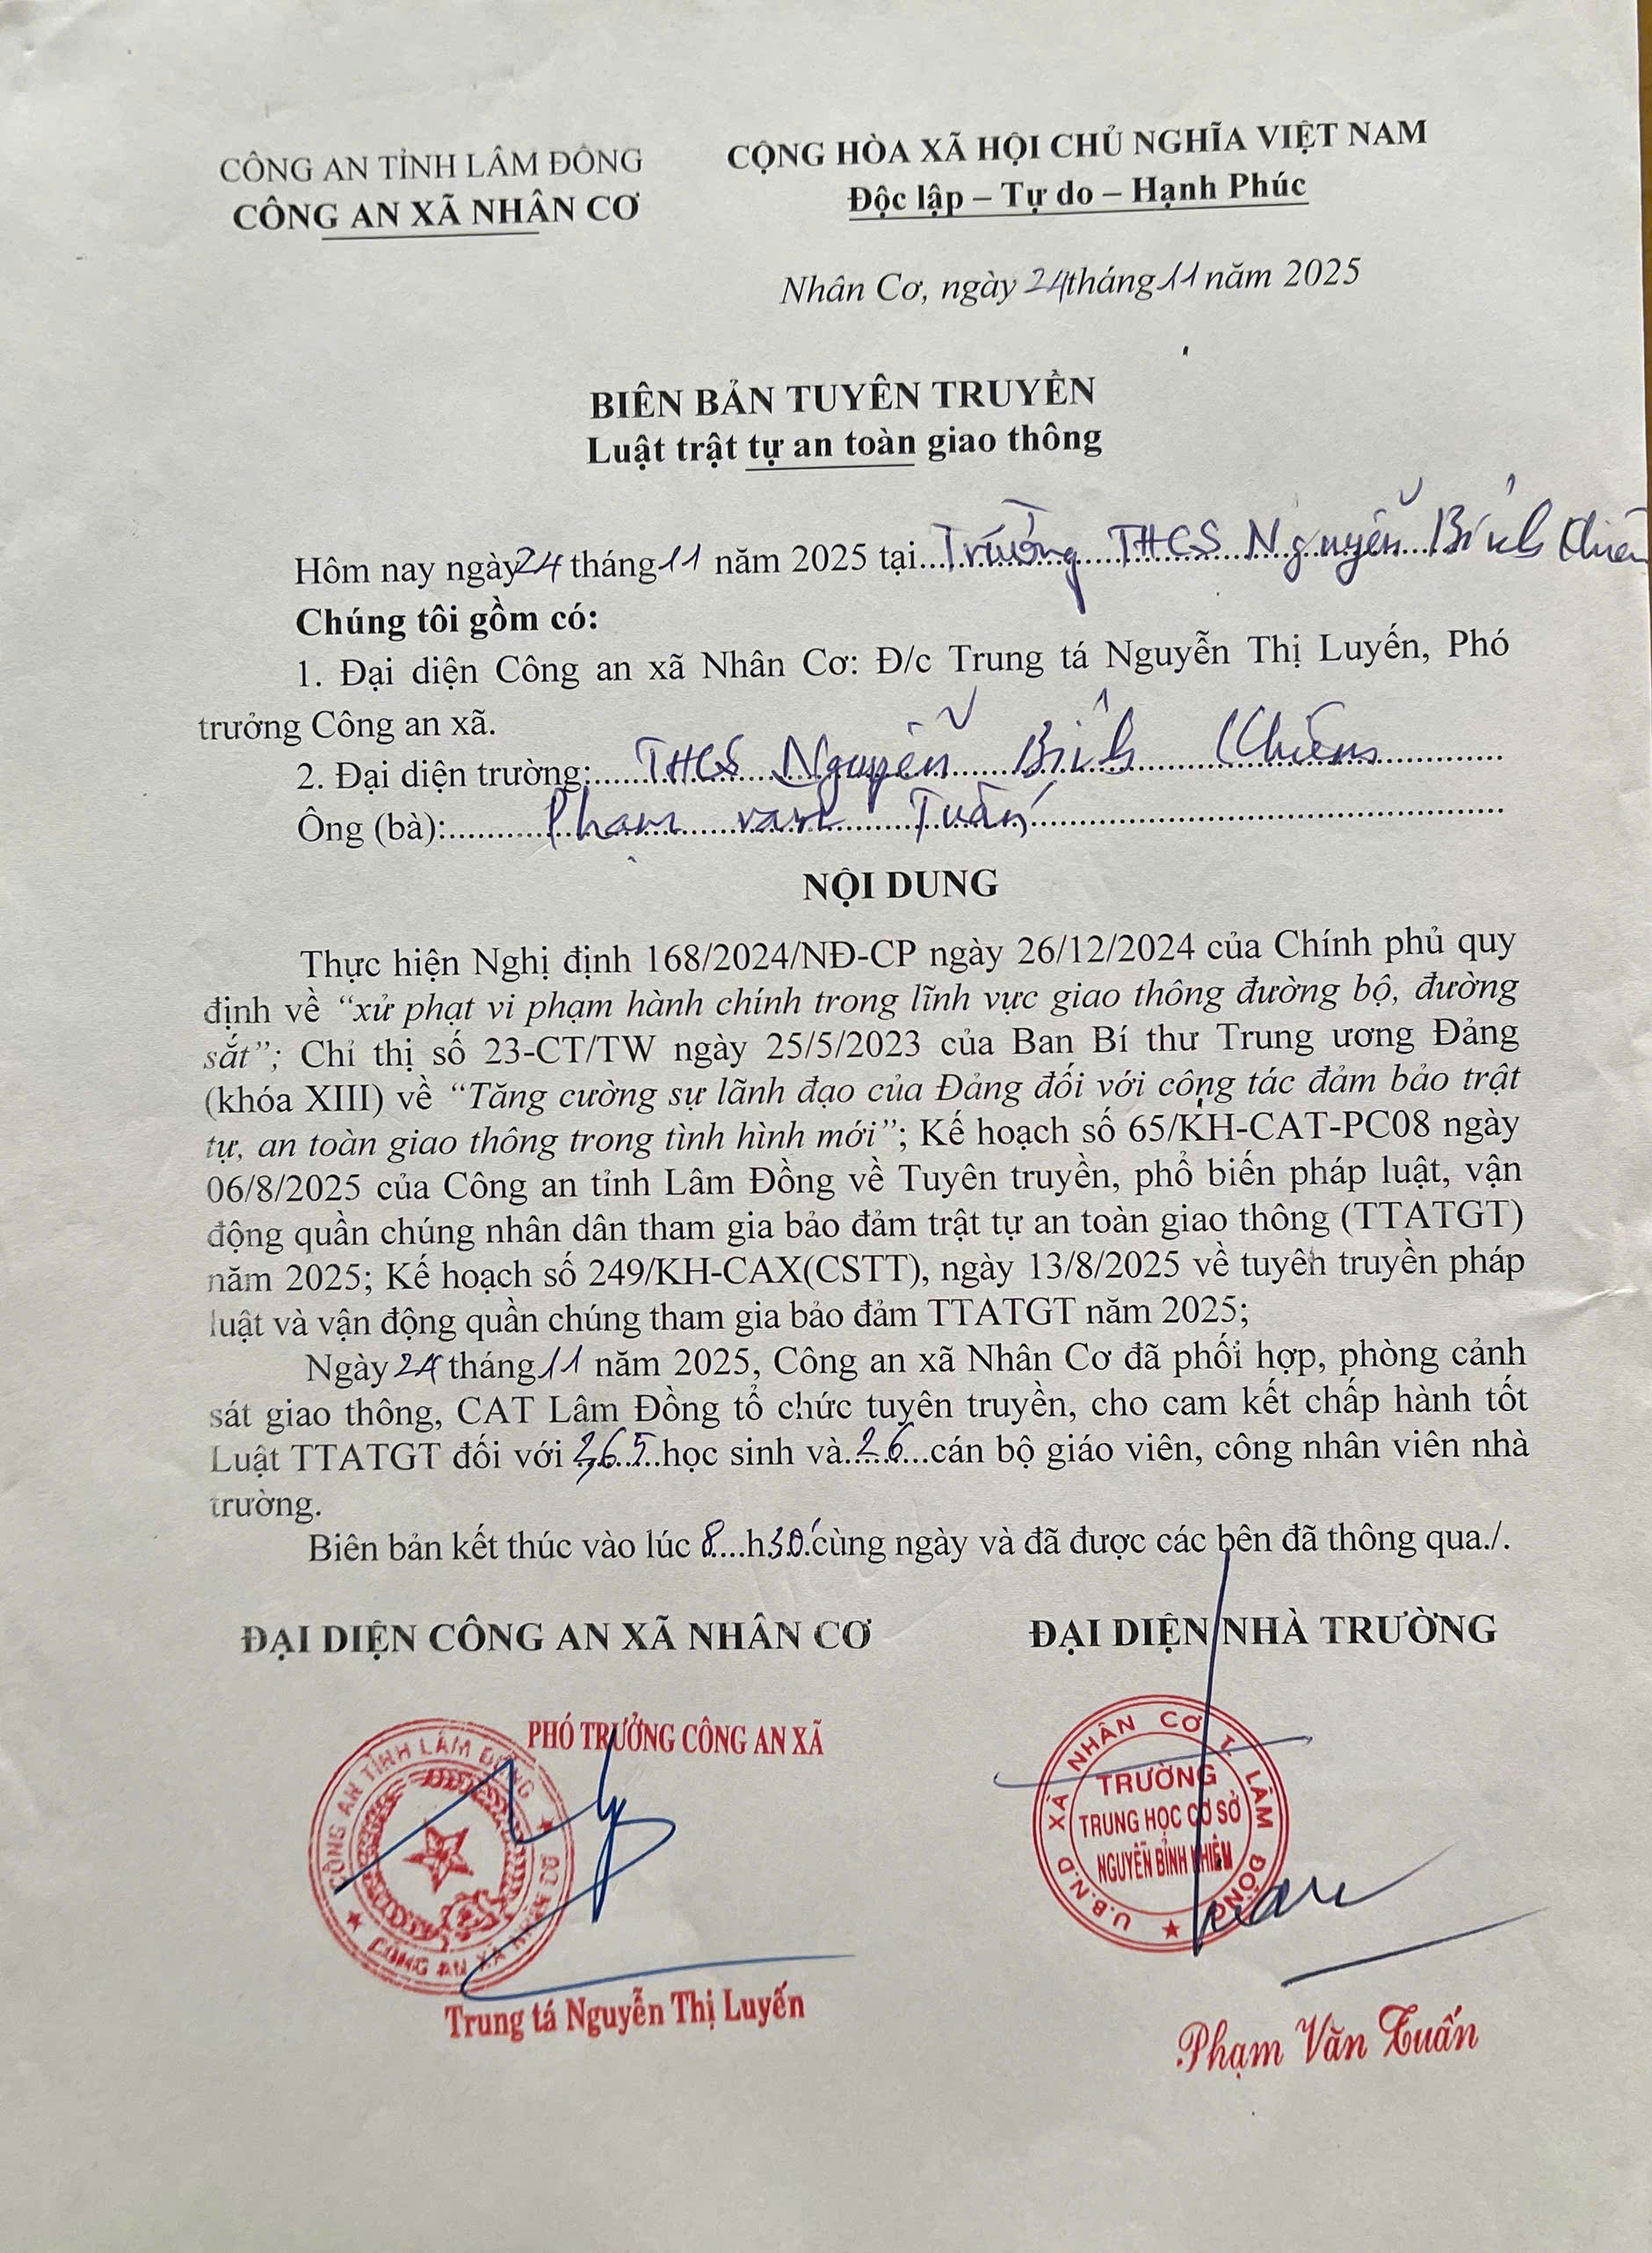 CÔNG AN TỈNH LÂM ĐỒNG
CÔNG AN XÃ NHÂN CƠ
CỘNG HÒA XÃ HỘI CHỦ NGHĨA VIỆT NAM
Độc lập – Tự do – Hạnh Phúc
Nhân Cơ, ngày 24 tháng 11 năm 2025
BIÊN BẢN TUYÊN TRUYỀN
Luật trật tự an toàn giao thông
Hôm nay ngày 24 tháng 11 năm 2025 tại Trường THCS Nguyễn Bỉnh Khiêm
Chúng tôi gồm có:
1. Đại diện Công an xã Nhân Cơ: Đ/c Trung tá Nguyễn Thị Luyến, Phó
trưởng Công an xã.
2. Đại diện trường: THCS Nguyễn Bỉnh Khiêm
Ông (bà): Phạm văn Tuấn
NỘI DUNG
Thực hiện Nghị định 168/2024/NĐ-CP ngày 26/12/2024 của Chính phủ quy
định về “xử phạt vi phạm hành chính trong lĩnh vực giao thông đường bộ, đường
sắt”; Chỉ thị số 23-CT/TW ngày 25/5/2023 của Ban Bí thư Trung ương Đảng
(khóa XIII) về “Tăng cường sự lãnh đạo của Đảng đối với công tác đảm bảo trật
tự, an toàn giao thông trong tình hình mới”; Kế hoạch số 65/KH-CAT-PC08 ngày
06/8/2025 của Công an tỉnh Lâm Đồng về Tuyên truyền, phổ biến pháp luật, vận
động quần chúng nhân dân tham gia bảo đảm trật tự an toàn giao thông (TTATGT)
năm 2025; Kế hoạch số 249/KH-CAX(CSTT), ngày 13/8/2025 về tuyên truyền pháp
luật và vận động quần chúng tham gia bảo đảm TTATGT năm 2025;
Ngày 24 tháng 11 năm 2025, Công an xã Nhân Cơ đã phối hợp, phòng cảnh
sát giao thông, CAT Lâm Đồng tổ chức tuyên truyền, cho cam kết chấp hành tốt
Luật TTATGT đối với 365 học sinh và 26 cán bộ giáo viên, công nhân viên nhà
trường.
Biên bản kết thúc vào lúc 8 h 30' cùng ngày và đã được các bên đã thông qua./.
ĐẠI DIỆN CÔNG AN XÃ NHÂN CƠ
ĐẠI DIỆN NHÀ TRƯỜNG
PHÓ TRƯỞNG CÔNG AN XÃ
CÔNG AN TỈNH LÂM ĐỒNG
CÔNG AN XÃ NHÂN CƠ
Trung tá Nguyễn Thị Luyến
U.B.N.D XÃ NHÂN CƠ T. LÂM ĐỒNG
TRƯỜNG
TRUNG HỌC CƠ SỞ
NGUYỄN BỈNH KHIÊM
Phạm Văn Tuấn